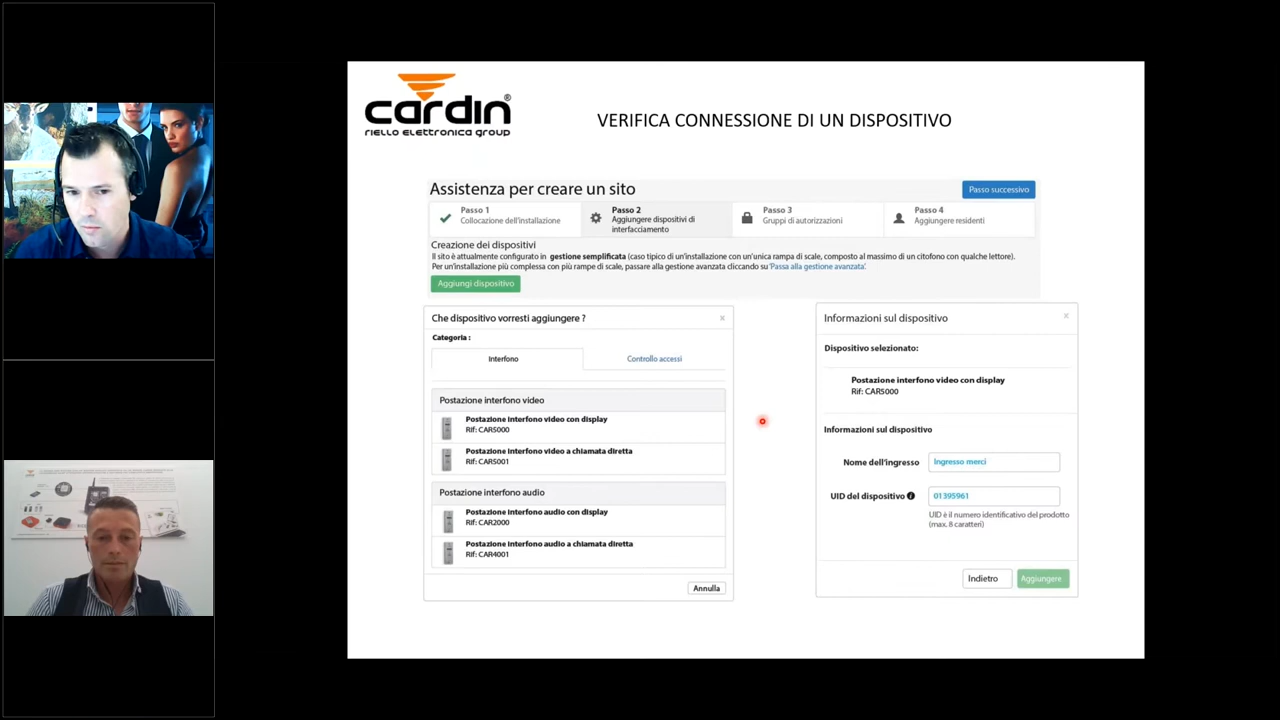 cardin®
RIELLO ELETTRONICA GROUP
VERIFICA CONNESSIONE DI UN DISPOSITIVO
Assistenza per creare un sito
Passo successivo
Passo 1
Collocazione dell'installazione
Passo 2
Aggiungere dispositivi di
interfacciamento
Passo 3
Gruppi di autorizzazioni
Passo 4
Aggiungere residenti
Creazione dei dispositivi
Il sito è attualmente configurato in gestione semplificata (caso tipico di un'installazione con un'unica rampa di scale, composto al massimo di un citofono con qualche lettore).
Per un'installazione più complessa con più rampe di scale, passare alla gestione avanzata cliccando su 'Passa alla gestione avanzata'.
Aggiungi dispositivo
Che dispositivo vorresti aggiungere ?
Categoria :
Interfono
Controllo accessi
Postazione interfono video
Postazione interfono video con display
Rif: CAR5000
Postazione interfono video a chiamata diretta
Rif: CAR5001
Postazione interfono audio
Postazione interfono audio con display
Rif: CAR2000
Postazione interfono audio a chiamata diretta
Rif: CAR4001
Annulla
Informazioni sul dispositivo
Dispositivo selezionato:
Postazione interfono video con display
Rif: CAR5000
Informazioni sul dispositivo
Nome dell'ingresso
Ingresso merci
UID del dispositivo
01395961
UID è il numero identificativo del prodotto
(max. 8 caratteri)
Indietro
Aggiungere